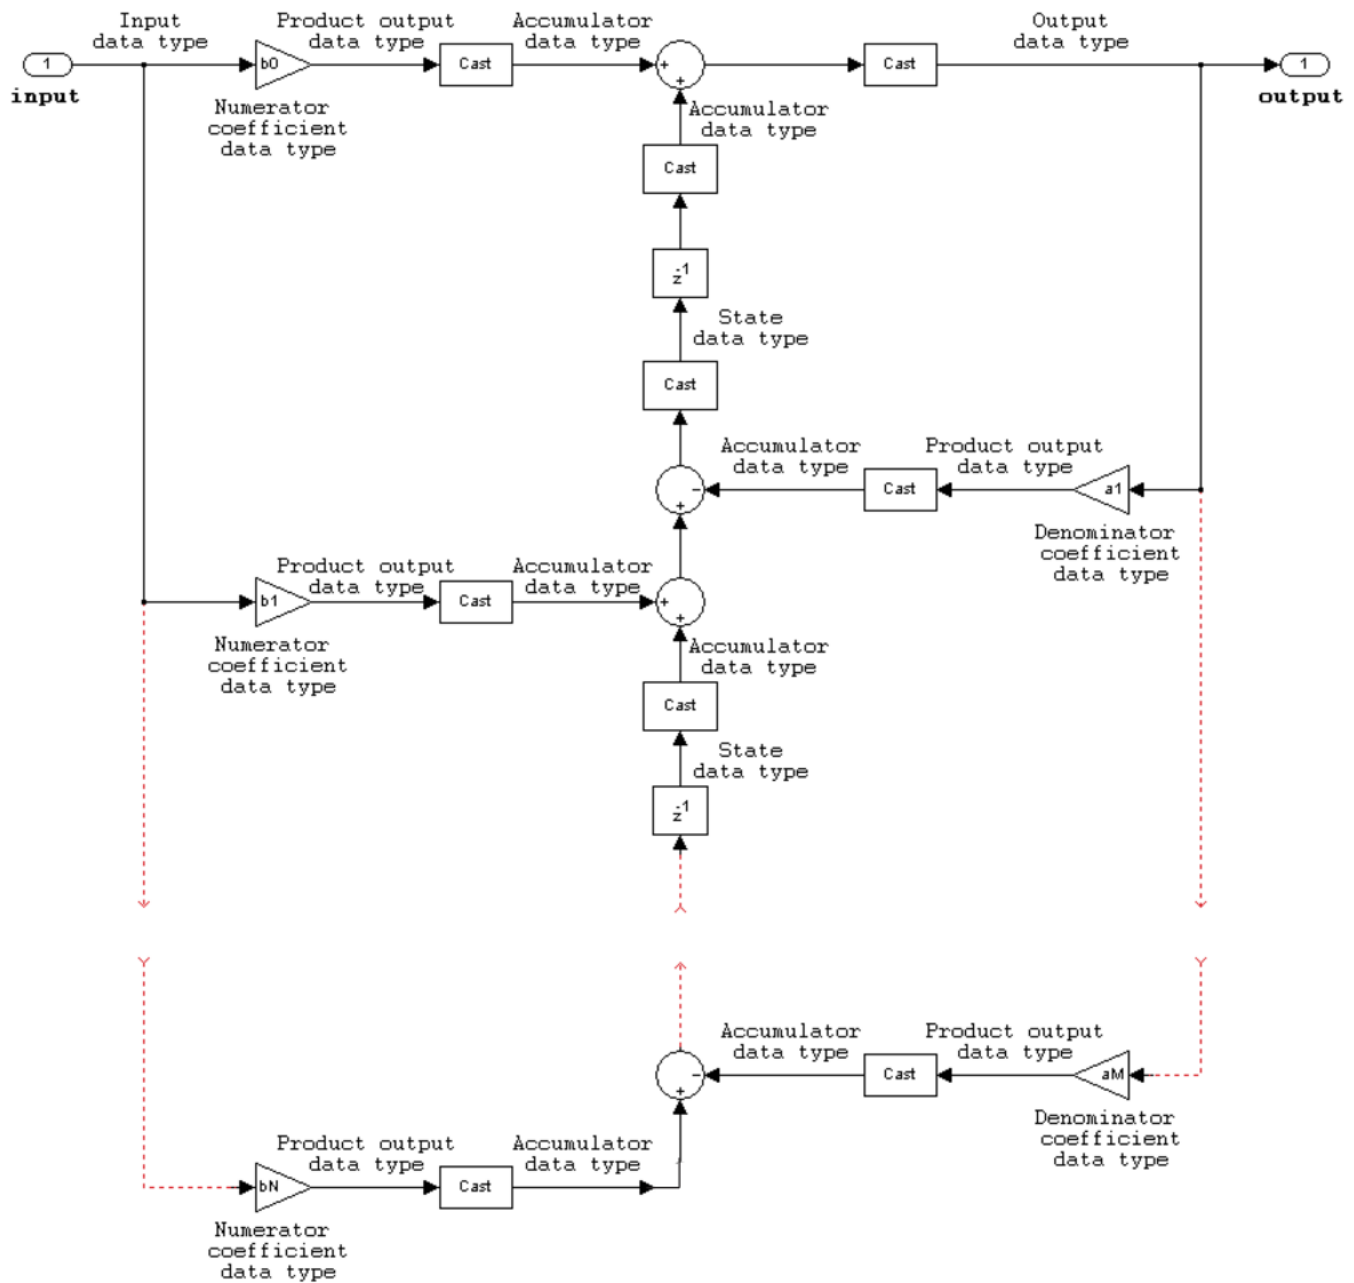 Input
data type
Product output
data type
Accumulator
data type
Output
data type
1
b0
Cast
+
+
Cast
1
input
output
Numerator
coefficient
data type
Accumulator
data type
Cast
z-1
State
data type
Cast
Accumulator
data type
Product output
data type
-
+
Cast
a1
Denominator
coefficient
data type
Product output
data type
Accumulator
data type
b1
Cast
+
+
Numerator
coefficient
data type
Accumulator
data type
Cast
State
data type
z-1
Accumulator
data type
Product output
data type
-
+
Cast
aM
Denominator
coefficient
data type
Product output
data type
Accumulator
data type
bN
Cast
Numerator
coefficient
data type